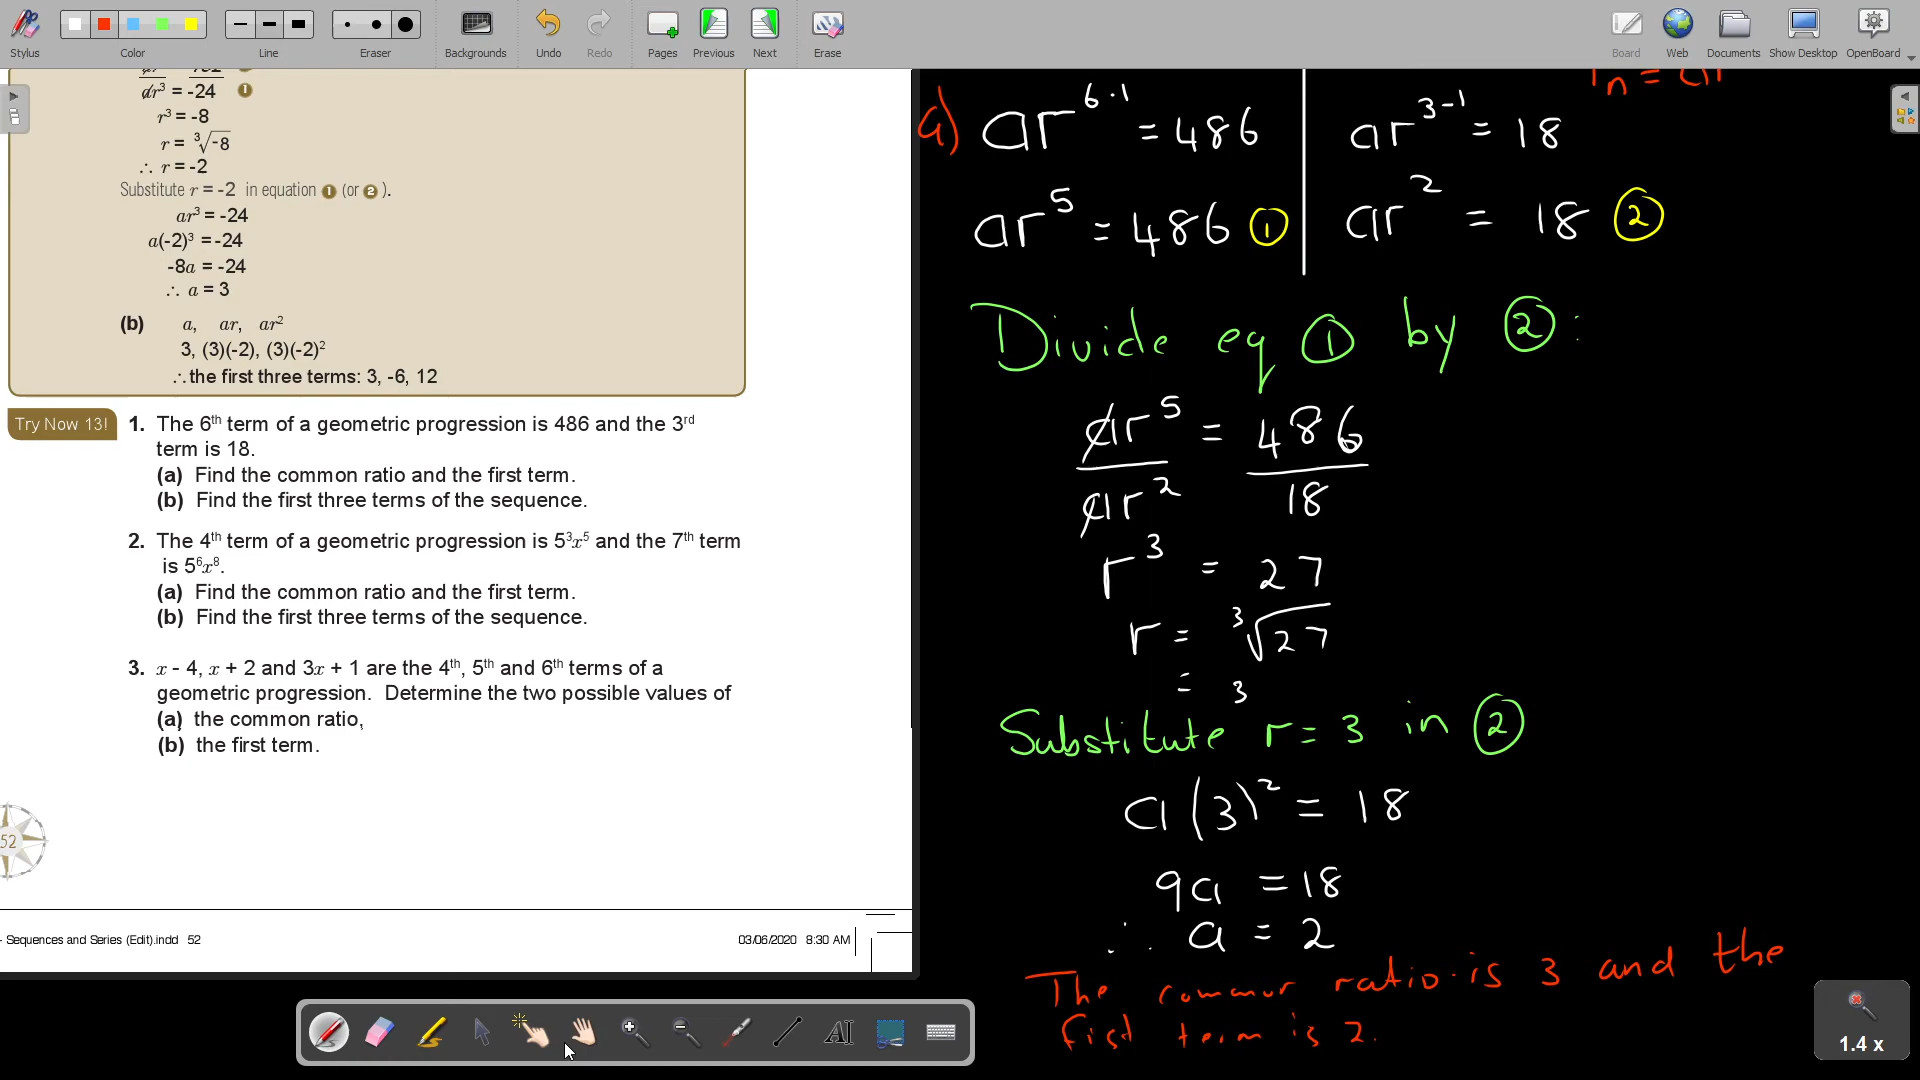 Stylus
Color
Line
Eraser
Backgrounds
Undo
Redo
Pages
Previous
Next
Erase
Board
Web
Documents
Show Desktop
OpenBoard
ar³ = -24 1
r³ = -8
r = ∛-8
∴ r = -2
Substitute r = -2 in equation 1 (or 2).
ar³ = -24
a(-2)³ = -24
-8a = -24
∴ a = 3
(b) a, ar, ar²
3, (3)(-2), (3)(-2)²
∴ the first three terms: 3, -6, 12
Try Now 13!
1. The 6th term of a geometric progression is 486 and the 3rd
term is 18.
(a) Find the common ratio and the first term.
(b) Find the first three terms of the sequence.
2. The 4th term of a geometric progression is 5³x⁵ and the 7th term
is 5⁶x⁸.
(a) Find the common ratio and the first term.
(b) Find the first three terms of the sequence.
3. x - 4, x + 2 and 3x + 1 are the 4th, 5th and 6th terms of a
geometric progression. Determine the two possible values of
(a) the common ratio,
(b) the first term.
52
- Sequences and Series (Edit).indd 52
03/06/2020 8:30 AM
a) ar⁶⁻¹ = 486
ar⁵ = 486 ①
ar³⁻¹ = 18
ar² = 18 ②
Divide eq ① by ②:
ar⁵ = 486
ar² 18
r³ = 27
r = ∛27
= 3
Substitute r = 3 in ②
a(3)² = 18
9a = 18
∴ a = 2
The common ratio is 3 and the
first term is 2.
1.4 x